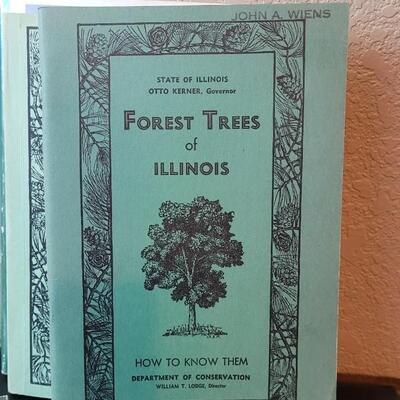 JOHN A. WIENS
STATE OF ILLINOIS
OTTO KERNER, Governor
FOREST TREES
of
ILLINOIS
HOW TO KNOW THEM
DEPARTMENT OF CONSERVATION
WILLIAM T. LODGE, Director